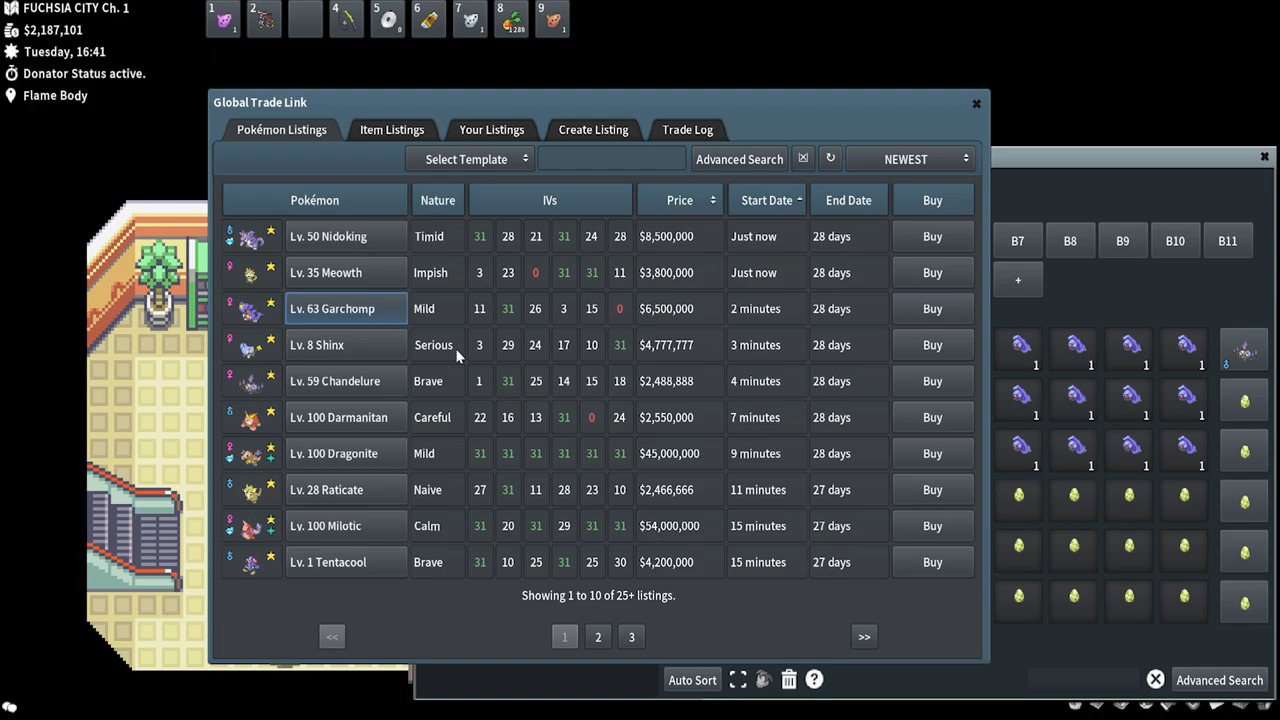 FUCHSIA CITY Ch. 1
$2,187,101
Tuesday, 16:41
Donator Status active.
Flame Body
1 1 2 4 5 0 6 7 1 8 1280 9 1
Global Trade Link
Pokémon Listings Item Listings Your Listings Create Listing Trade Log
Select Template Advanced Search NEWEST
Pokémon Nature IVs Price Start Date End Date Buy
Lv. 50 Nidoking Timid 31 28 21 31 24 28 $8,500,000 Just now 28 days Buy
Lv. 35 Meowth Impish 3 23 0 31 31 11 $3,800,000 Just now 28 days Buy
Lv. 63 Garchomp Mild 11 31 26 3 15 0 $6,500,000 2 minutes 28 days Buy
Lv. 8 Shinx Serious 3 29 24 17 10 31 $4,777,777 3 minutes 28 days Buy
Lv. 59 Chandelure Brave 1 31 25 14 15 18 $2,488,888 4 minutes 28 days Buy
Lv. 100 Darmanitan Careful 22 16 13 31 0 24 $2,550,000 7 minutes 28 days Buy
Lv. 100 Dragonite Mild 31 31 31 31 31 31 $45,000,000 9 minutes 28 days Buy
Lv. 28 Raticate Naive 27 31 11 28 23 10 $2,466,666 11 minutes 27 days Buy
Lv. 100 Milotic Calm 31 20 31 29 31 31 $54,000,000 15 minutes 27 days Buy
Lv. 1 Tentacool Brave 31 10 25 31 25 30 $4,200,000 15 minutes 27 days Buy
Showing 1 to 10 of 25+ listings.
<< 1 2 3 >>
B7 B8 B9 B10 B11
+
1 1 1 1
1 1 1 1
1 1 1 1
Auto Sort ? Advanced Search